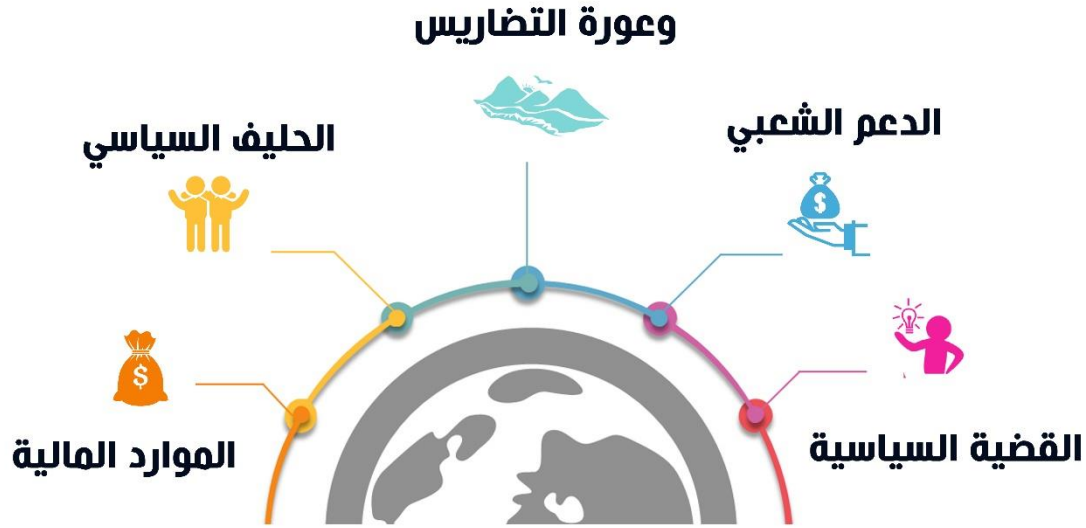 وعورة التضاريس
الدعم الشعبي
الحليف السياسي
$
$
القضية السياسية
الموارد المالية